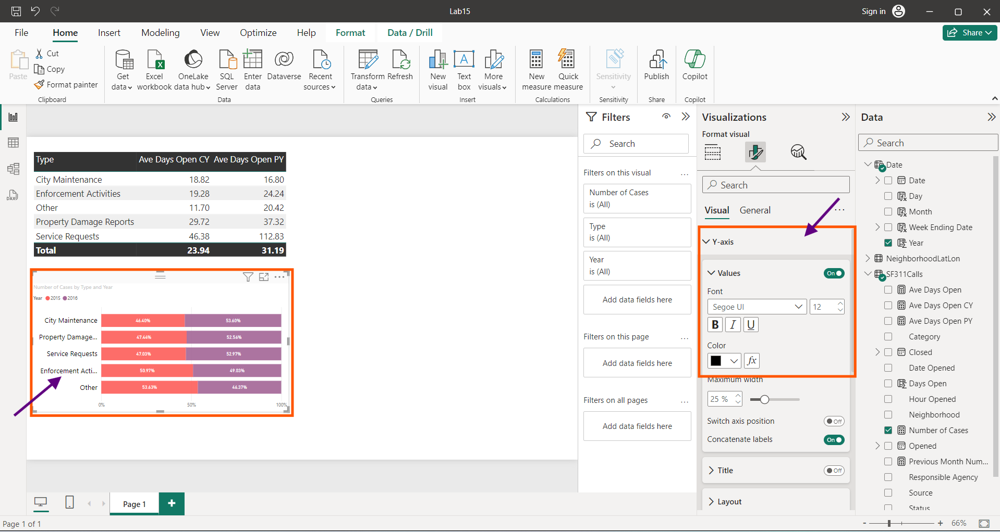 Lab15
Sign in
File Home Insert Modeling View Optimize Help Format Data / Drill
Share
Paste
Cut
Copy
Format painter
Clipboard
Get data
Excel workbook
OneLake data hub
SQL Server
Enter data
Dataverse
Recent sources
Data
Transform data
Refresh
Queries
New visual
Text box
More visuals
Insert
New measure
Quick measure
Calculations
Sensitivity
Sensitivity
Publish
Share
Copilot
Copilot
DAX
Type Ave Days Open CY Ave Days Open PY
City Maintenance 18.82 16.80
Enforcement Activities 19.28 24.24
Other 11.70 20.42
Property Damage Reports 29.72 37.32
Service Requests 46.38 112.83
Total 23.94 31.19
Number of Cases by Type and Year
Year 2015 2016
City Maintenance 46.40% 53.60%
Property Damage... 47.44% 52.56%
Service Requests 47.03% 52.97%
Enforcement Acti... 50.97% 49.03%
Other 53.63% 46.37%
0% 50% 100%
Page 1
Page 1 of 1
Filters
Search
Filters on this visual ...
Number of Cases
is (All)
Type
is (All)
Year
is (All)
Add data fields here
Filters on this page ...
Add data fields here
Filters on all pages ...
Add data fields here
Visualizations
Format visual
Search
Visual General ...
Y-axis
Values On
Font
Segoe UI 12
B I U
Color
fx
Maximum width
25 %
Switch axis position Off
Concatenate labels On
Title Off
Layout
Data
Search
Date
Date
Day
Month
Week Ending Date
Year
NeighborhoodLatLon
SF311Calls
Ave Days Open
Ave Days Open CY
Ave Days Open PY
Category
Closed
Date Opened
Days Open
Hour Opened
Neighborhood
Number of Cases
Opened
Previous Month Num...
Responsible Agency
Source
Status
- + 66%